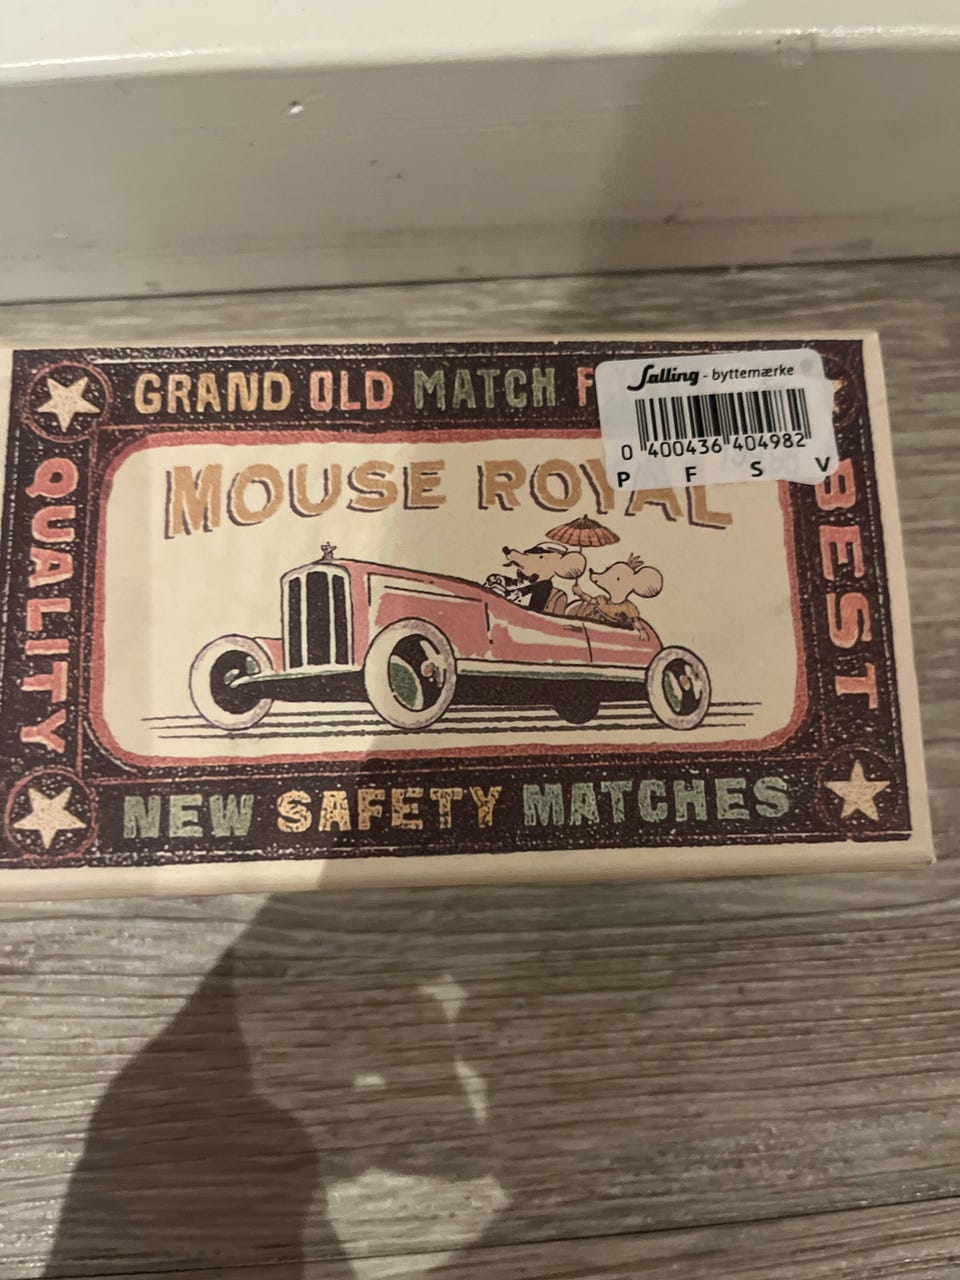 GRAND OLD MATCH
Salling - byttemærke
0 400436 404982
P F S V
MOUSE ROYAL
QUALITY
BEST
NEW SAFETY MATCHES